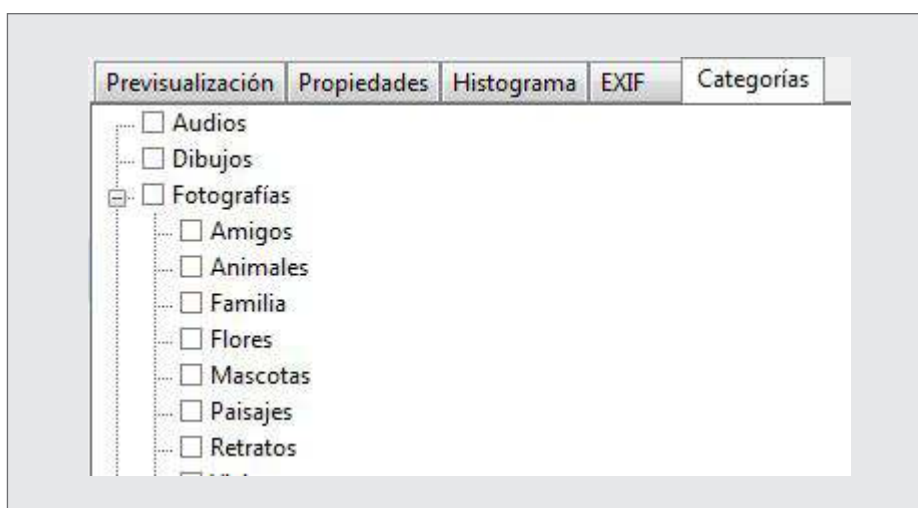 Previsualización Propiedades Histograma EXIF Categorías
Audios
Dibujos
Fotografías
Amigos
Animales
Familia
Flores
Mascotas
Paisajes
Retratos